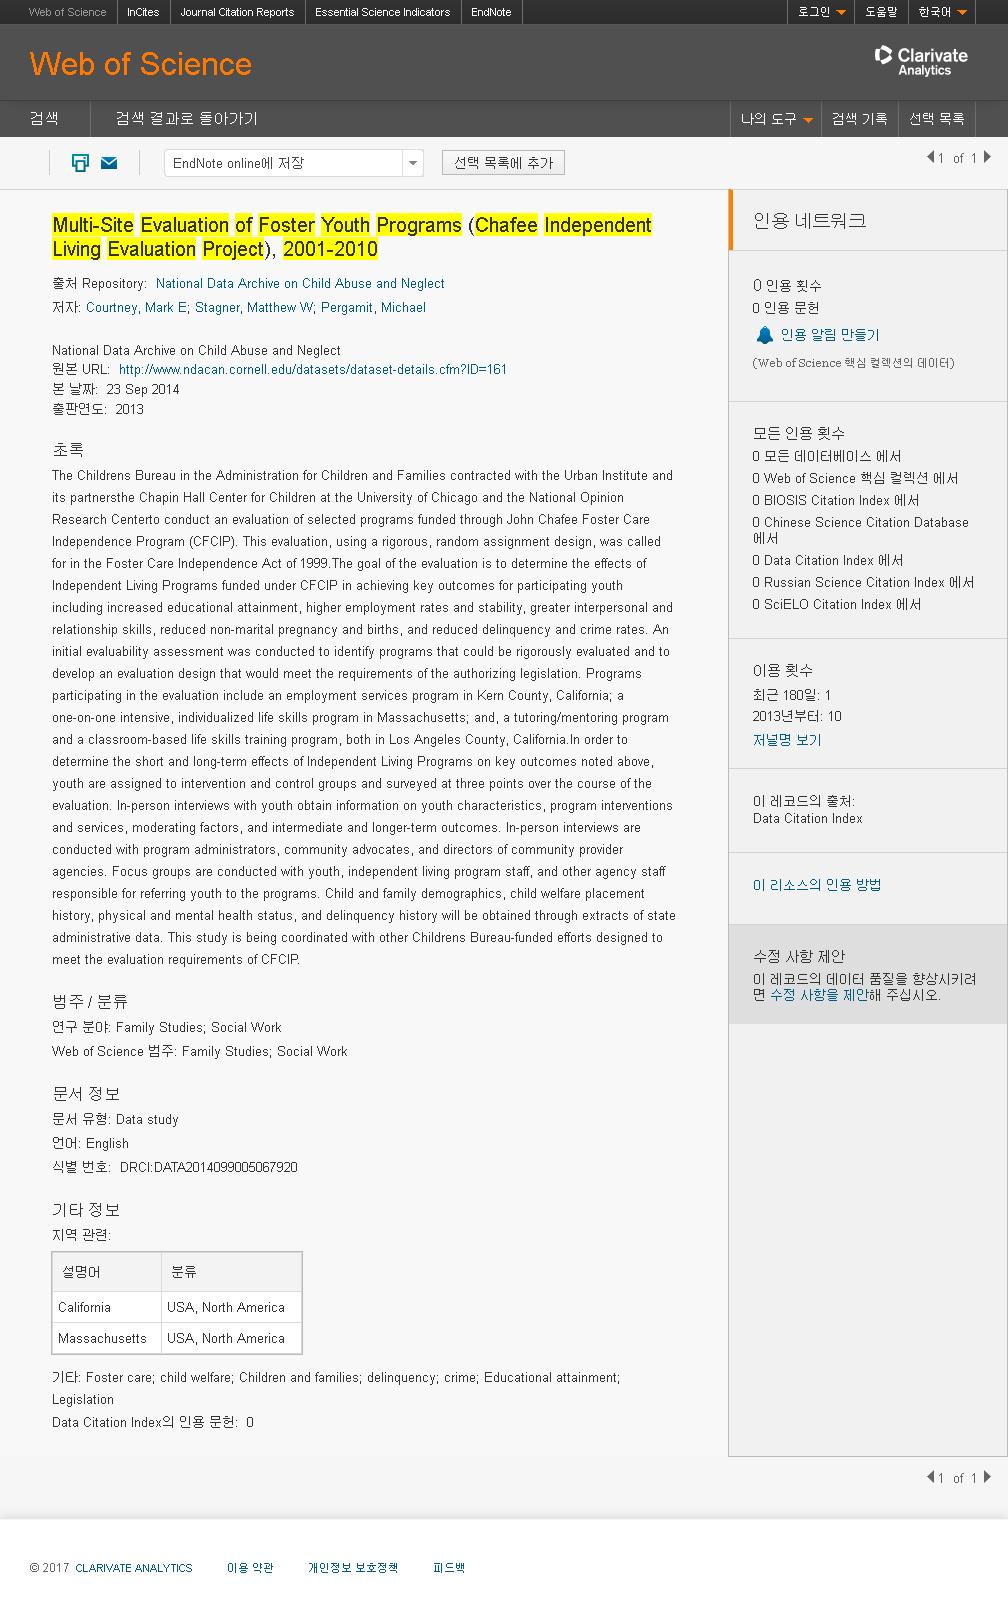 Web of Science InCites Journal Citation Reports Essential Science Indicators EndNote 로그인 도움말 한국어
Web of Science
Clarivate
Analytics
검색 검색 결과로 돌아가기 나의 도구 검색 기록 선택 목록
EndNote online에 저장 선택 목록에 추가 1 of 1
Multi-Site Evaluation of Foster Youth Programs (Chafee Independent
Living Evaluation Project), 2001-2010
출처 Repository: National Data Archive on Child Abuse and Neglect
저자: Courtney, Mark E; Stagner, Matthew W; Pergamit, Michael
National Data Archive on Child Abuse and Neglect
원본 URL: http://www.ndacan.cornell.edu/datasets/dataset-details.cfm?ID=161
본 날짜: 23 Sep 2014
출판연도: 2013
초록
The Childrens Bureau in the Administration for Children and Families contracted with the Urban Institute and
its partnersthe Chapin Hall Center for Children at the University of Chicago and the National Opinion
Research Centerto conduct an evaluation of selected programs funded through John Chafee Foster Care
Independence Program (CFCIP). This evaluation, using a rigorous, random assignment design, was called
for in the Foster Care Independence Act of 1999.The goal of the evaluation is to determine the effects of
Independent Living Programs funded under CFCIP in achieving key outcomes for participating youth
including increased educational attainment, higher employment rates and stability, greater interpersonal and
relationship skills, reduced non-marital pregnancy and births, and reduced delinquency and crime rates. An
initial evaluability assessment was conducted to identify programs that could be rigorously evaluated and to
develop an evaluation design that would meet the requirements of the authorizing legislation. Programs
participating in the evaluation include an employment services program in Kern County, California; a
one-on-one intensive, individualized life skills program in Massachusetts; and, a tutoring/mentoring program
and a classroom-based life skills training program, both in Los Angeles County, California.In order to
determine the short and long-term effects of Independent Living Programs on key outcomes noted above,
youth are assigned to intervention and control groups and surveyed at three points over the course of the
evaluation. In-person interviews with youth obtain information on youth characteristics, program interventions
and services, moderating factors, and intermediate and longer-term outcomes. In-person interviews are
conducted with program administrators, community advocates, and directors of community provider
agencies. Focus groups are conducted with youth, independent living program staff, and other agency staff
responsible for referring youth to the programs. Child and family demographics, child welfare placement
history, physical and mental health status, and delinquency history will be obtained through extracts of state
administrative data. This study is being coordinated with other Childrens Bureau-funded efforts designed to
meet the evaluation requirements of CFCIP.
범주 / 분류
연구 분야: Family Studies; Social Work
Web of Science 범주: Family Studies; Social Work
문서 정보
문서 유형: Data study
언어: English
식별 번호: DRCI:DATA2014099005067920
기타 정보
지역 관련:
설명어 분류
California USA, North America
Massachusetts USA, North America
기타: Foster care; child welfare; Children and families; delinquency; crime; Educational attainment;
Legislation
Data Citation Index의 인용 문헌: 0
인용 네트워크
0 인용 횟수
0 인용 문헌
인용 알림 만들기
(Web of Science 핵심 컬렉션의 데이터)
모든 인용 횟수
0 모든 데이터베이스 에서
0 Web of Science 핵심 컬렉션 에서
0 BIOSIS Citation Index 에서
0 Chinese Science Citation Database
에서
0 Data Citation Index 에서
0 Russian Science Citation Index 에서
0 SciELO Citation Index 에서
이용 횟수
최근 180일: 1
2013년부터: 10
저널명 보기
이 레코드의 출처:
Data Citation Index
이 리소스의 인용 방법
수정 사항 제안
이 레코드의 데이터 품질을 향상시키려
면 수정 사항을 제안해 주십시오.
1 of 1
© 2017 CLARIVATE ANALYTICS 이용 약관 개인정보 보호정책 피드백